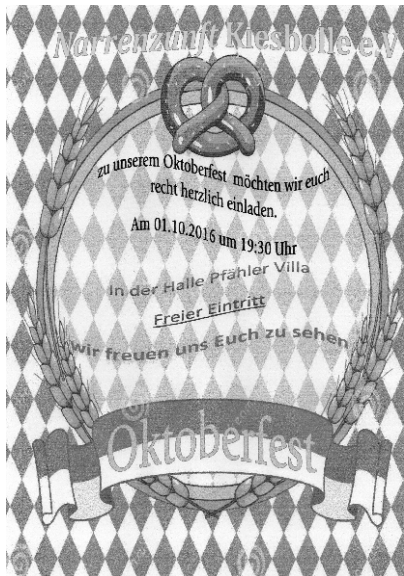 Narrenzunft Kiesbolle e.V
zu unserem Oktoberfest möchten wir euch
recht herzlich einladen.
Am 01.10.2016 um 19:30 Uhr
In der Halle Pfähler Villa
Freier Eintritt
wir freuen uns Euch zu sehen
Oktoberfest